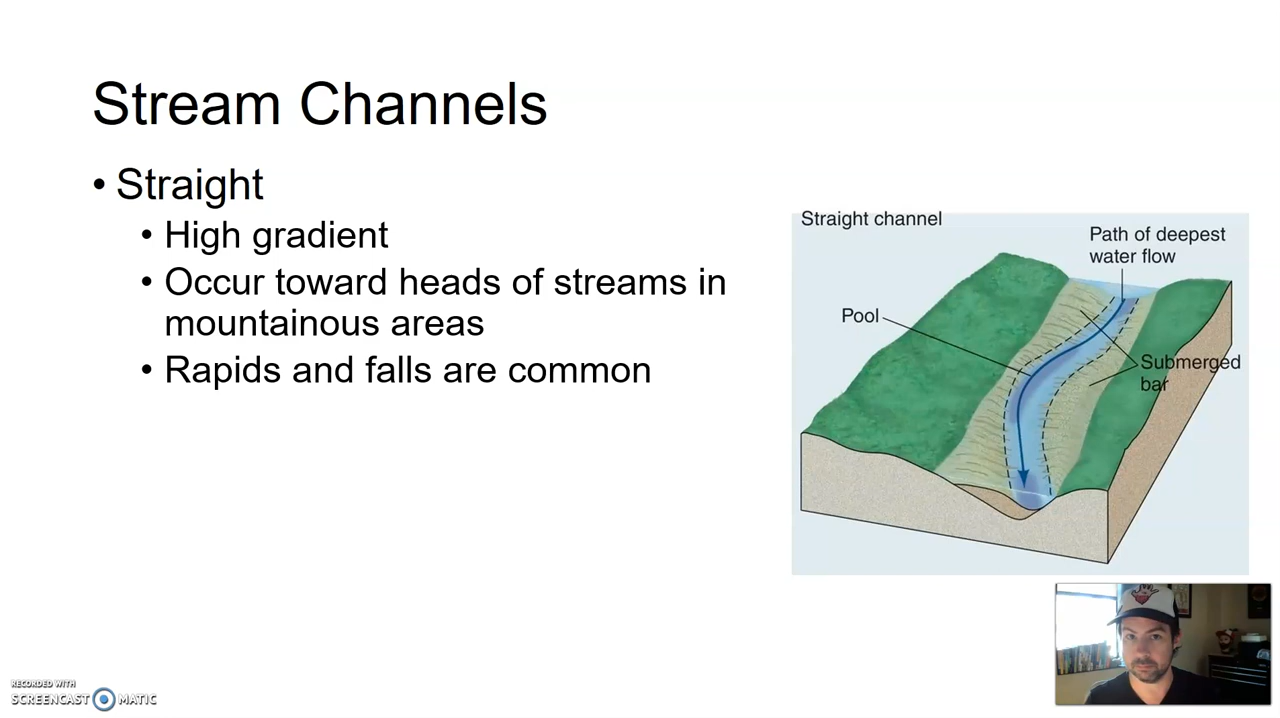 Stream Channels
• Straight
• High gradient
• Occur toward heads of streams in
mountainous areas
• Rapids and falls are common
Straight channel
Path of deepest
water flow
Pool
Submerged
bar
RECORDED WITH
SCREENCAST MATIC